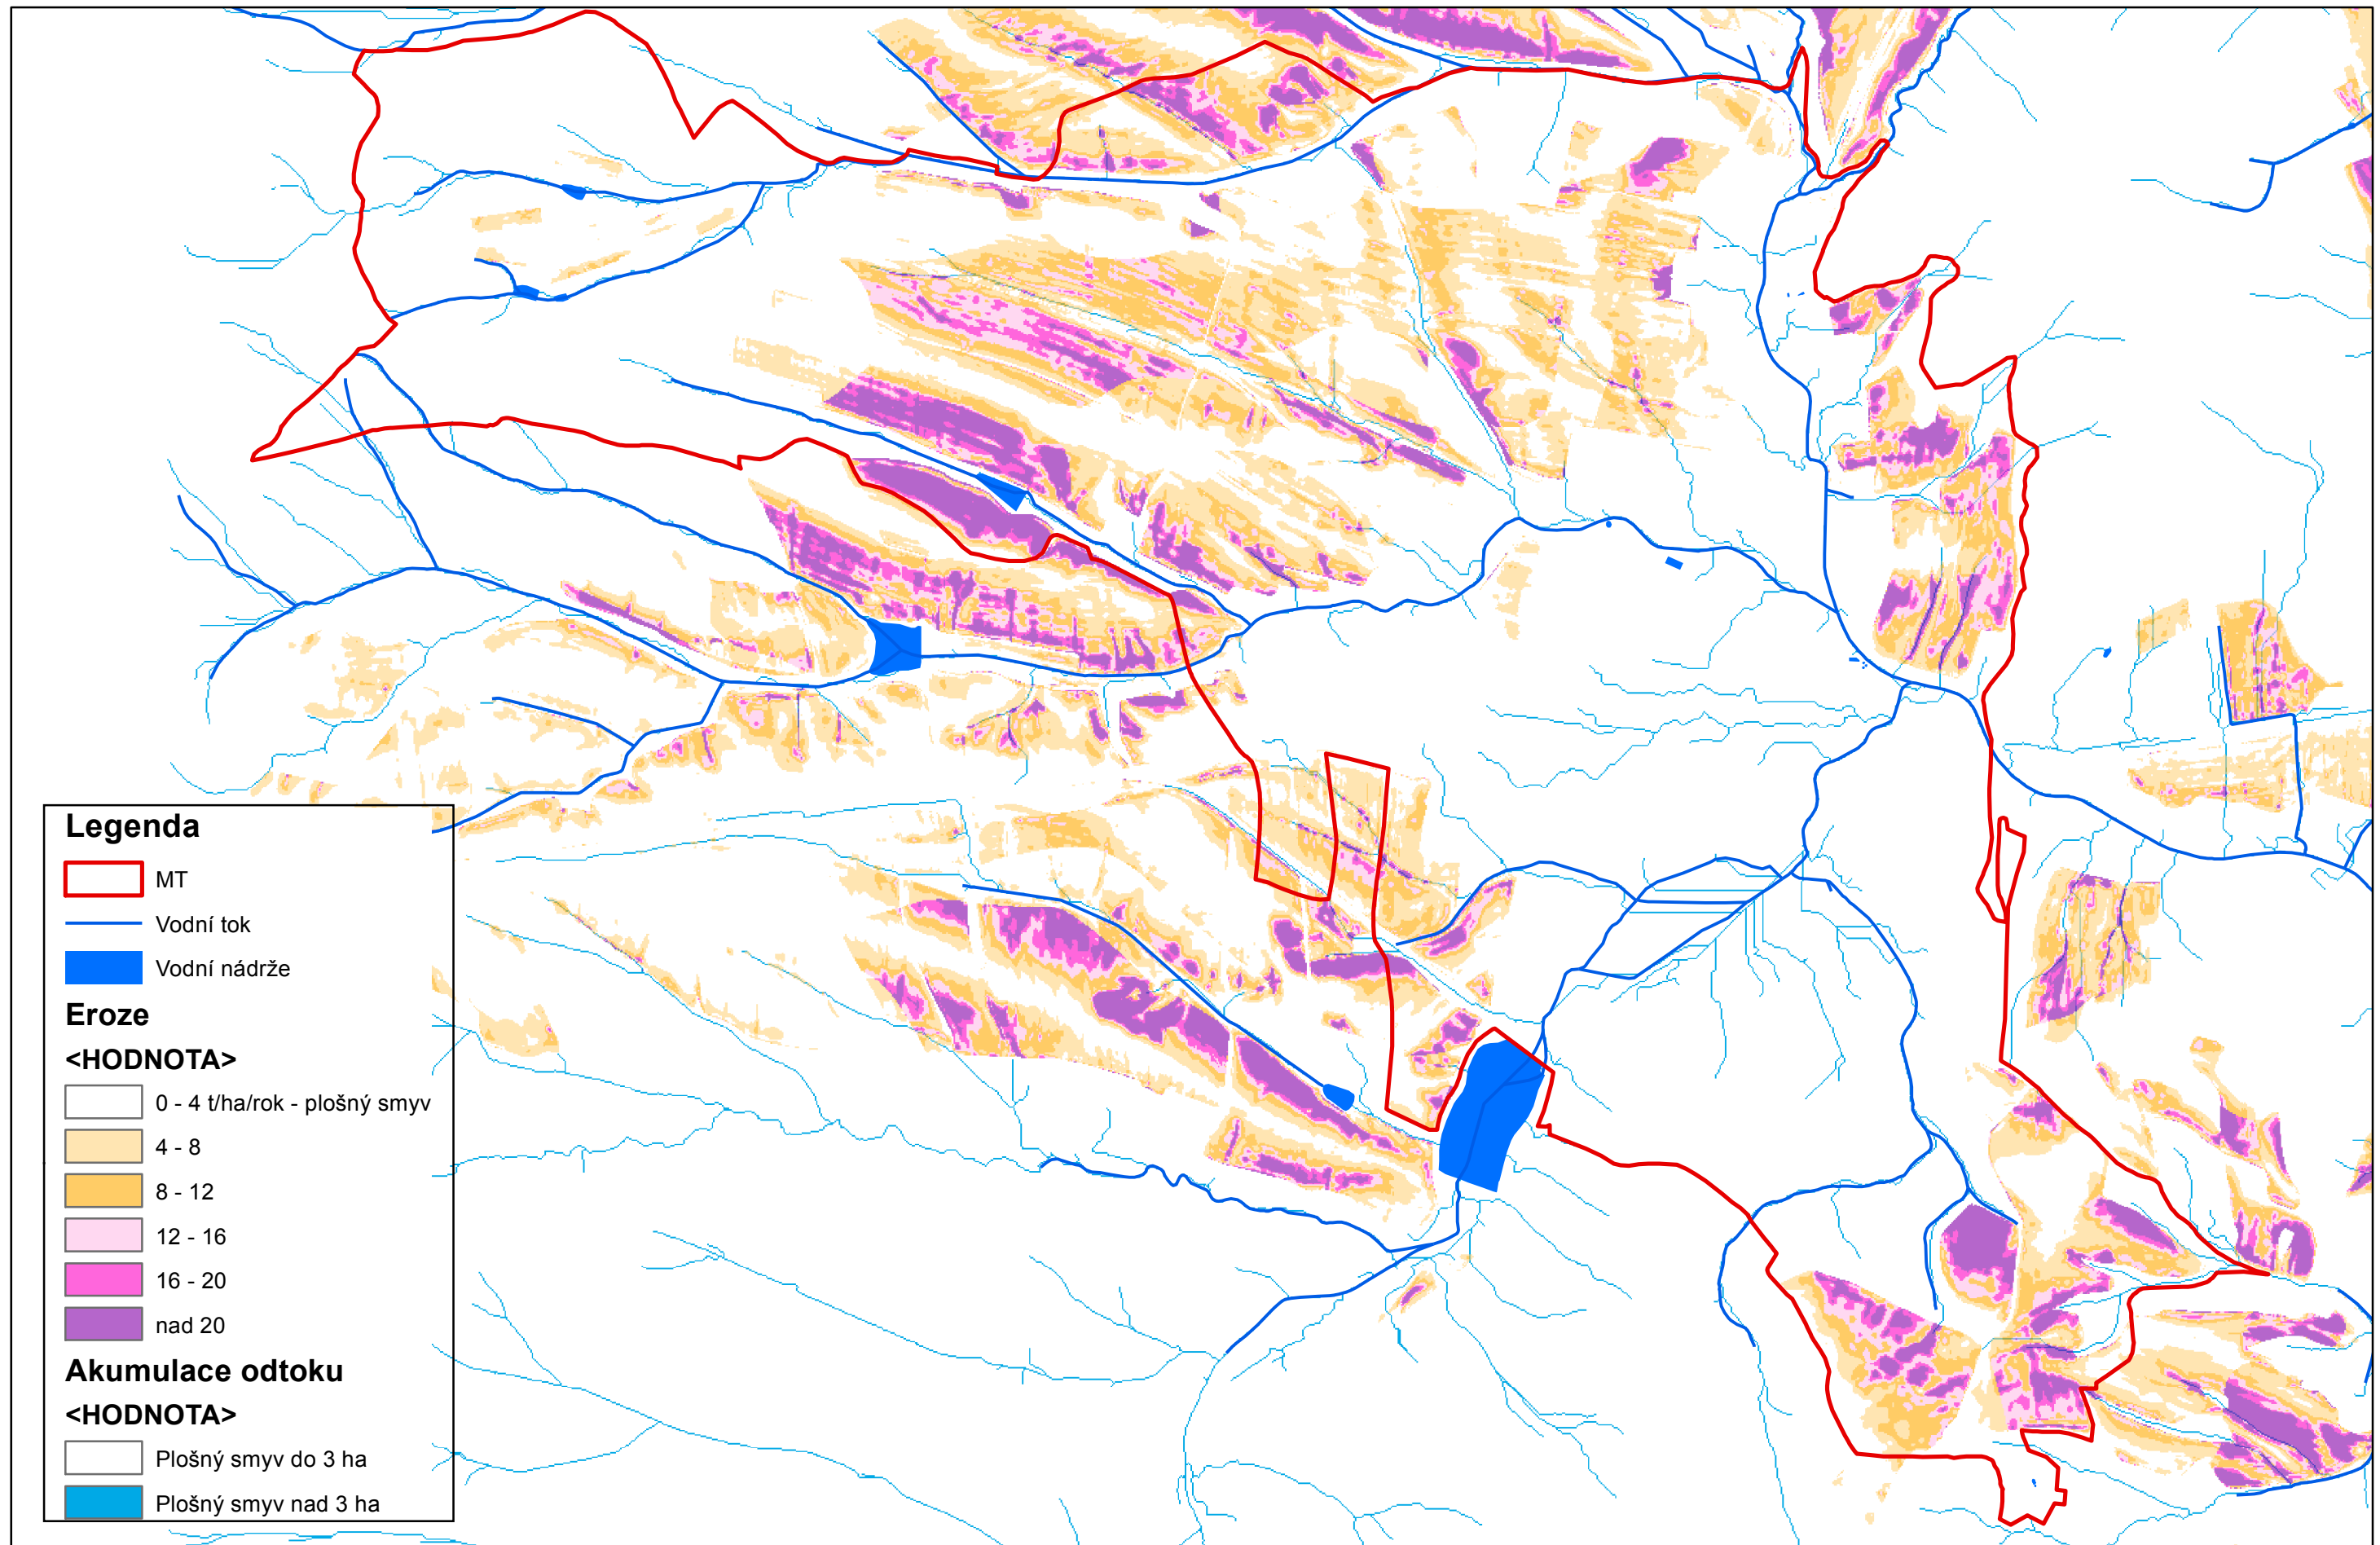 Legenda
MT
Vodní tok
Vodní nádrže
Eroze
<HODNOTA>
0 - 4 t/ha/rok - plošný smyv
4 - 8
8 - 12
12 - 16
16 - 20
nad 20
Akumulace odtoku
<HODNOTA>
Plošný smyv do 3 ha
Plošný smyv nad 3 ha